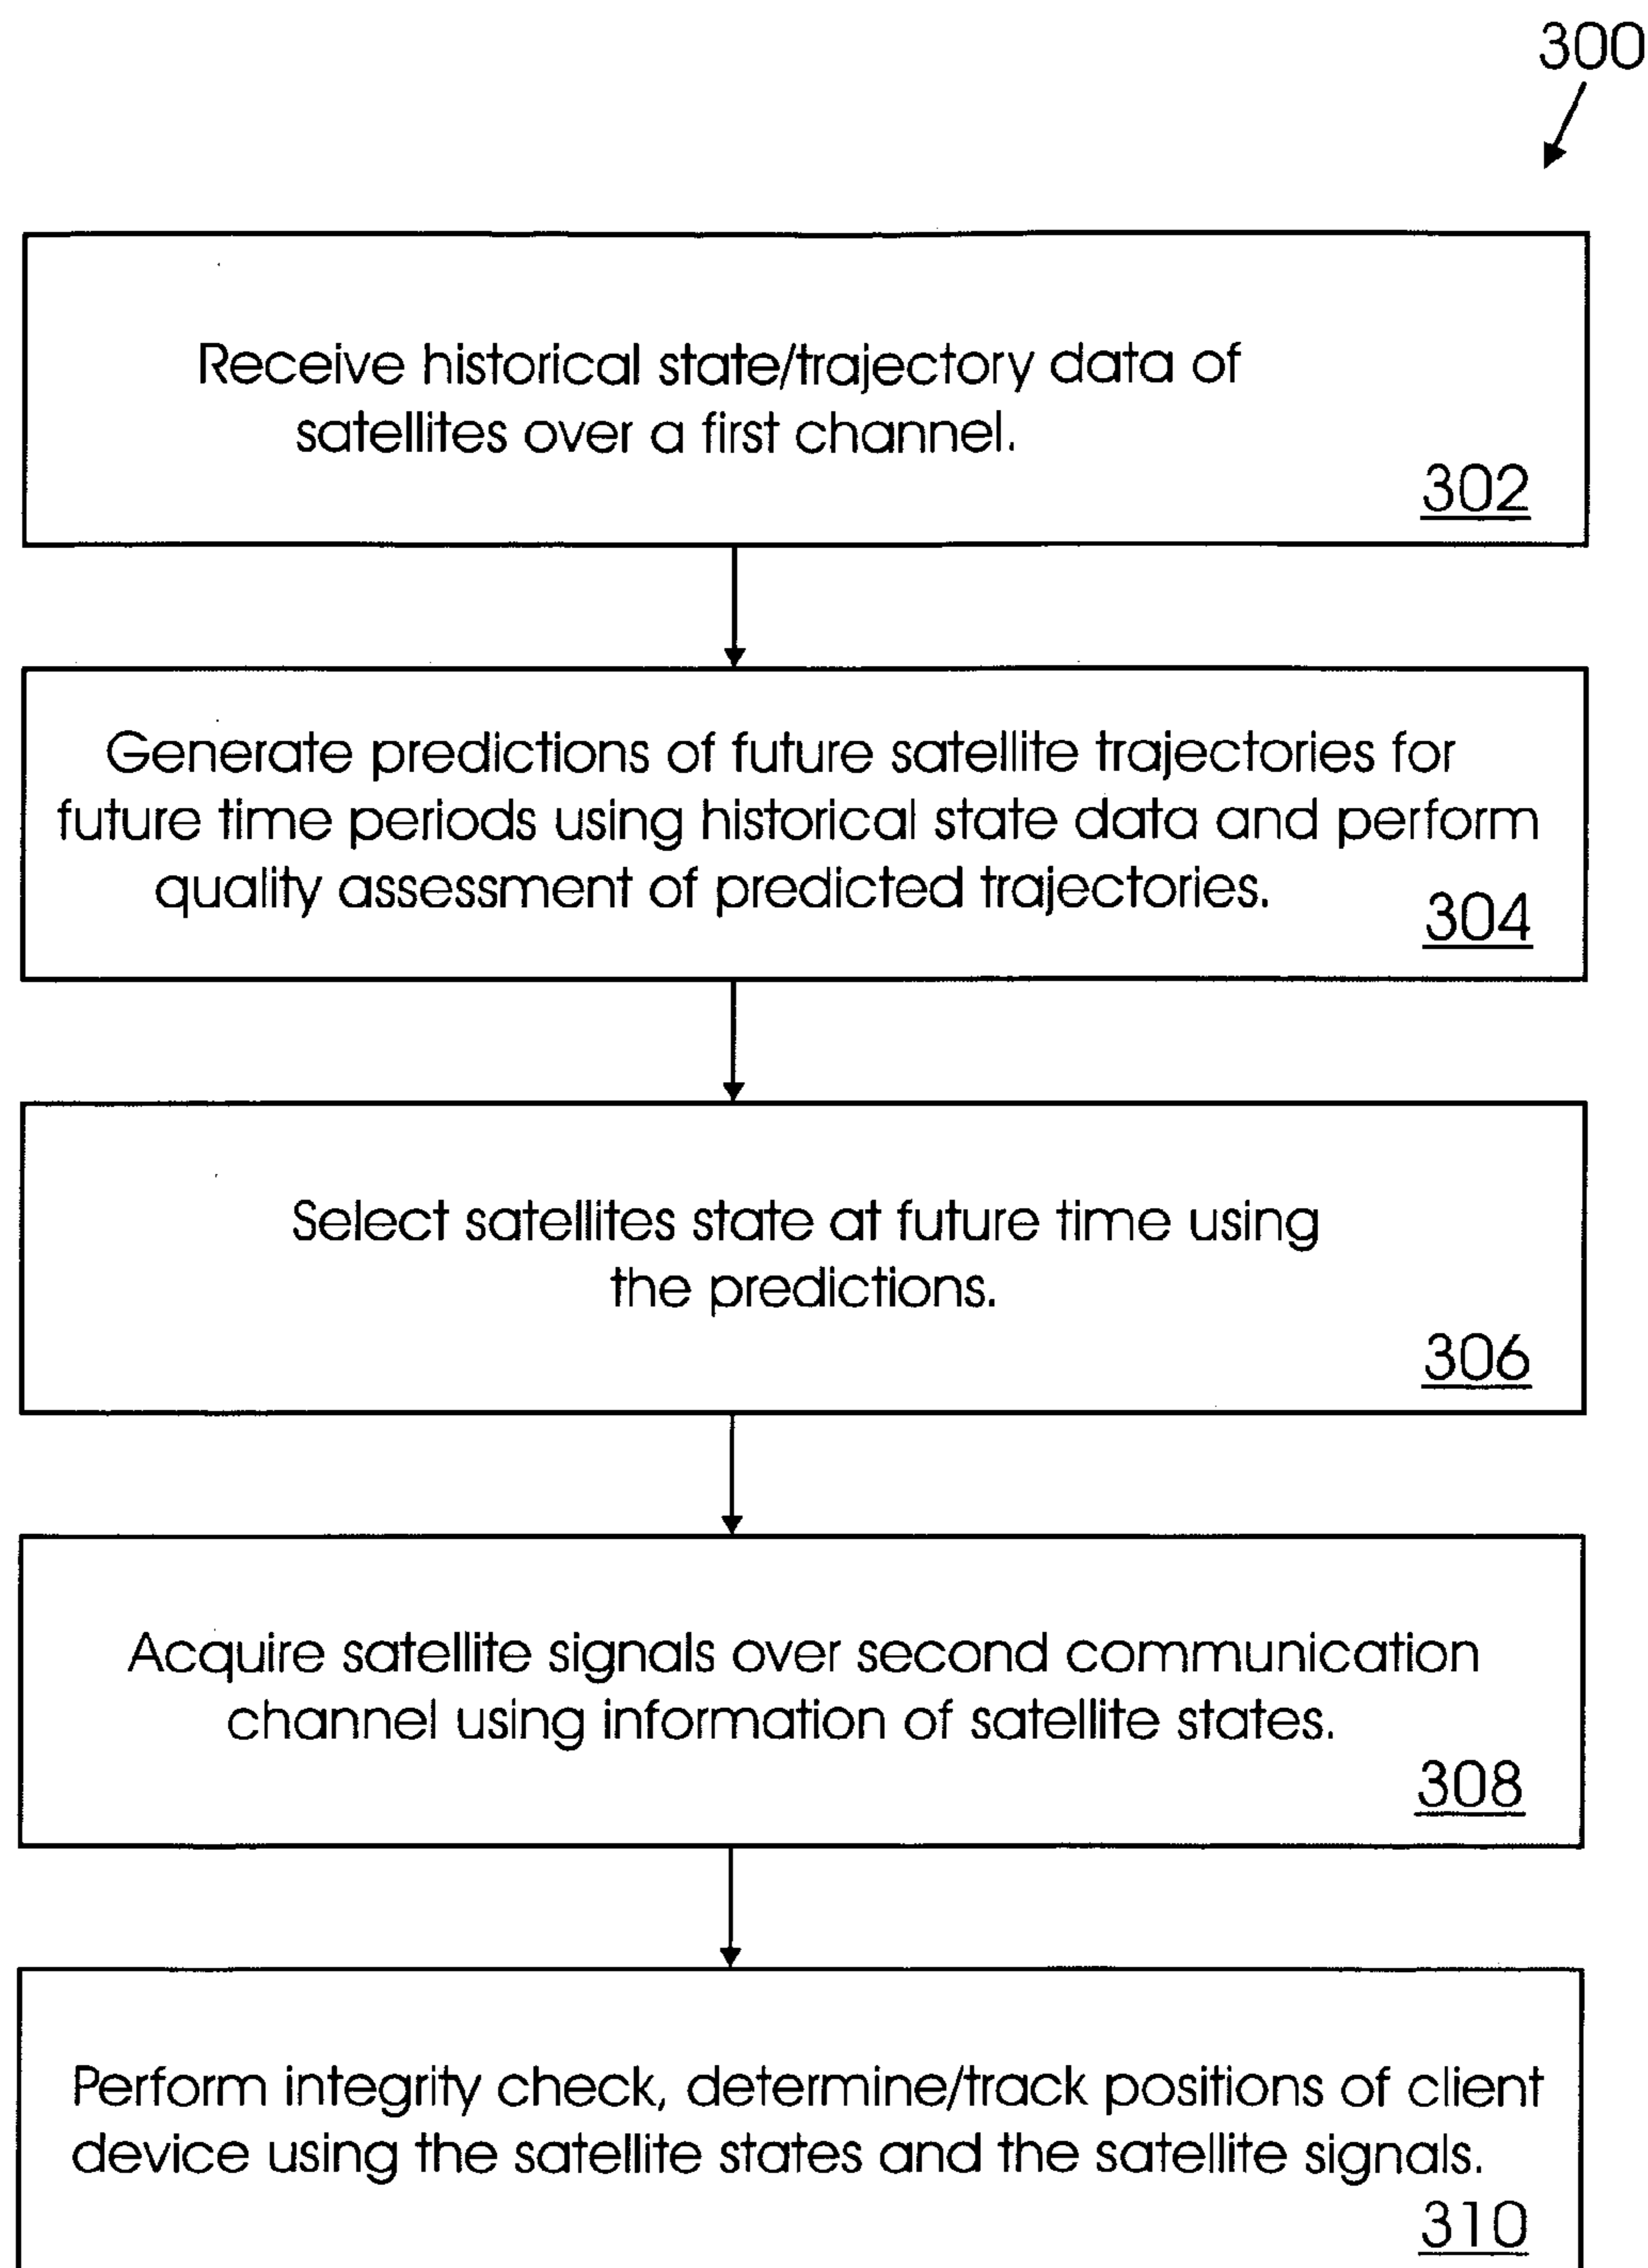 300
Receive historical state/trajectory data of
satellites over a first channel.
302
Generate predictions of future satellite trajectories for
future time periods using historical state data and perform
quality assessment of predicted trajectories.
304
Select satellites state at future time using
the predictions.
306
Acquire satellite signals over second communication
channel using information of satellite states.
308
Perform integrity check, determine/track positions of client
device using the satellite states and the satellite signals.
310